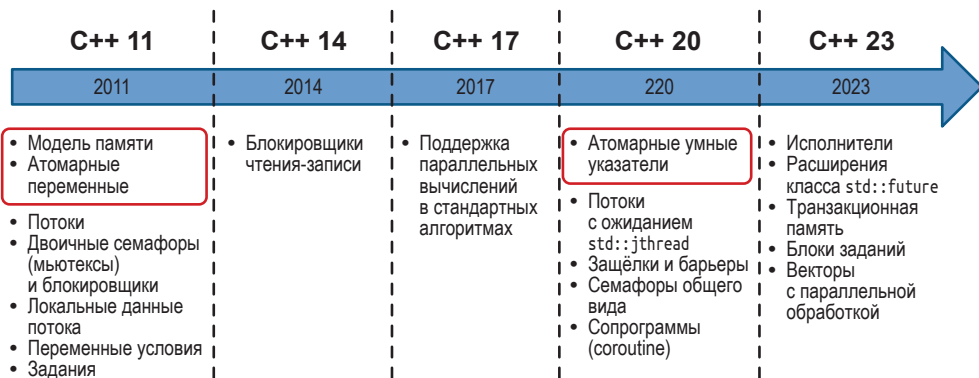 C++ 11
C++ 14
C++ 17
C++ 20
C++ 23
2011
2014
2017
220
2023
• Модель памяти
• Атомарные
переменные
• Потоки
• Двоичные семафоры
(мьютексы)
и блокировщики
• Локальные данные
потока
• Переменные условия
• Задания
• Блокировщики
чтения-записи
• Поддержка
параллельных
вычислений
в стандартных
алгоритмах
• Атомарные умные
указатели
• Потоки
с ожиданием
std::jthread
• Защёлки и барьеры
• Семафоры общего
вида
• Сопрограммы
(coroutine)
• Исполнители
• Расширения
класса std::future
• Транзакционная
память
• Блоки заданий
• Векторы
с параллельной
обработкой